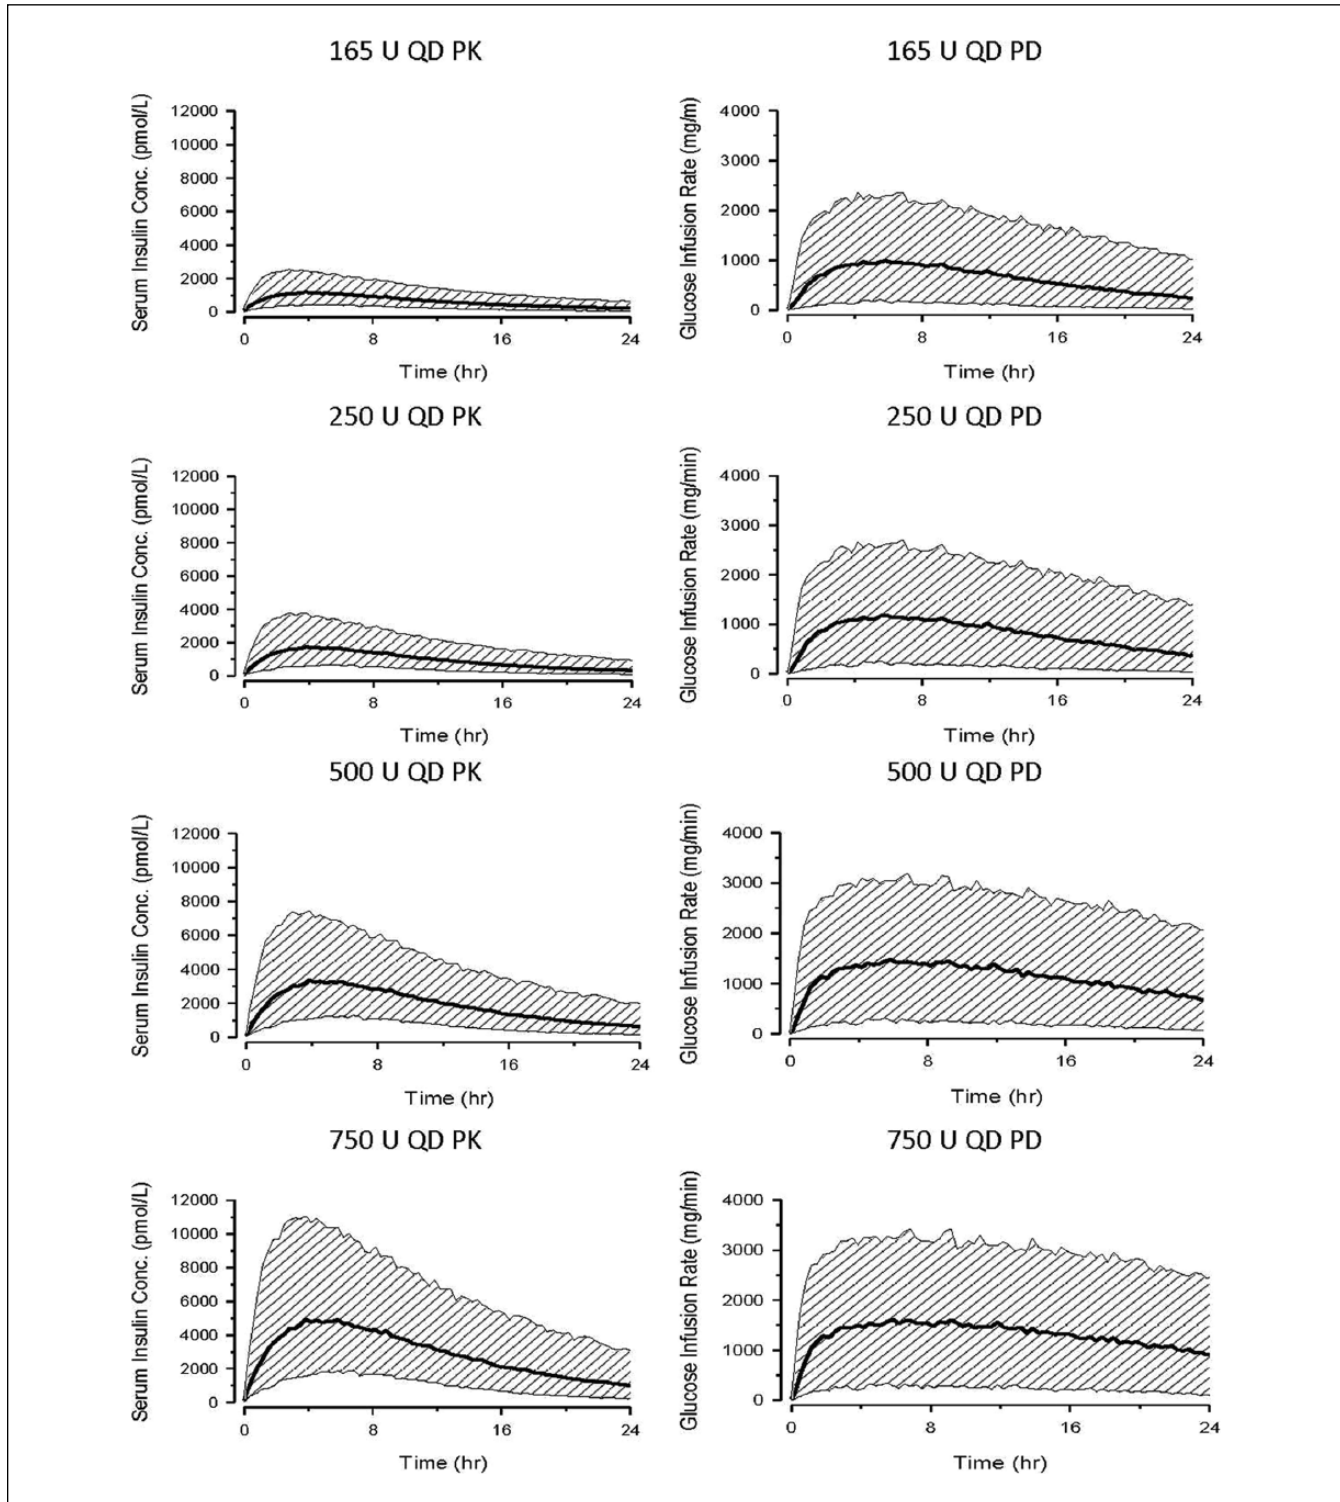 165 U QD PK
165 U QD PD
Serum Insulin Conc. (pmol/L)
12000
10000
8000
6000
4000
2000
0
0 8 16 24
Time (hr)
Glucose Infusion Rate (mg/m)
4000
3000
2000
1000
0
0 8 16 24
Time (hr)
250 U QD PK
250 U QD PD
Serum Insulin Conc. (pmol/L)
12000
10000
8000
6000
4000
2000
0
0 8 16 24
Time (hr)
Glucose Infusion Rate (mg/min)
4000
3000
2000
1000
0
0 8 16 24
Time (hr)
500 U QD PK
500 U QD PD
Serum Insulin Conc. (pmol/L)
12000
10000
8000
6000
4000
2000
0
0 8 16 24
Time (hr)
Glucose Infusion Rate (mg/min)
4000
3000
2000
1000
0
0 8 16 24
Time (hr)
750 U QD PK
750 U QD PD
Serum Insulin Conc. (pmol/L)
12000
10000
8000
6000
4000
2000
0
0 8 16 24
Time (hr)
Glucose Infusion Rate (mg/min)
4000
3000
2000
1000
0
0 8 16 24
Time (hr)